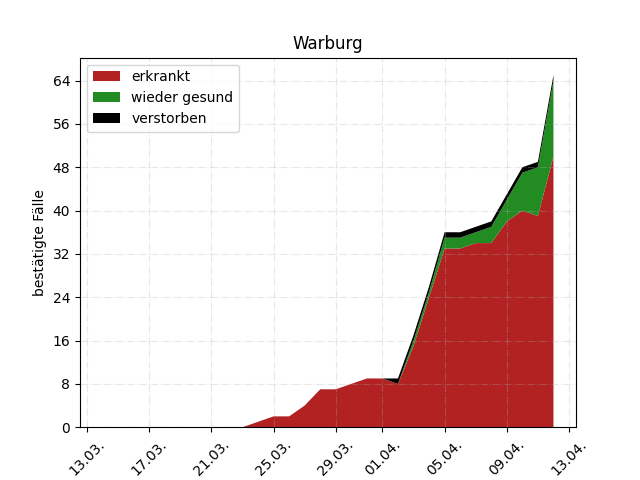 Warburg
erkrankt
wieder gesund
verstorben
bestätigte Fälle
64
56
48
40
32
24
16
8
0
13.03. 17.03. 21.03. 25.03. 29.03. 01.04. 05.04. 09.04. 13.04.